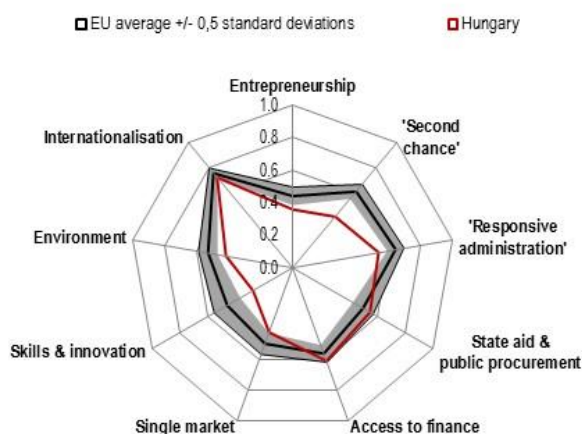 EU average +/- 0,5 standard deviations
Hungary
Entrepreneurship
1.0
0.8
0.6
0.4
0.2
0.0
'Second
chance'
'Responsive
administration'
State aid &
public procurement
Access to finance
Single market
Skills & innovation
Environment
Internationalisation